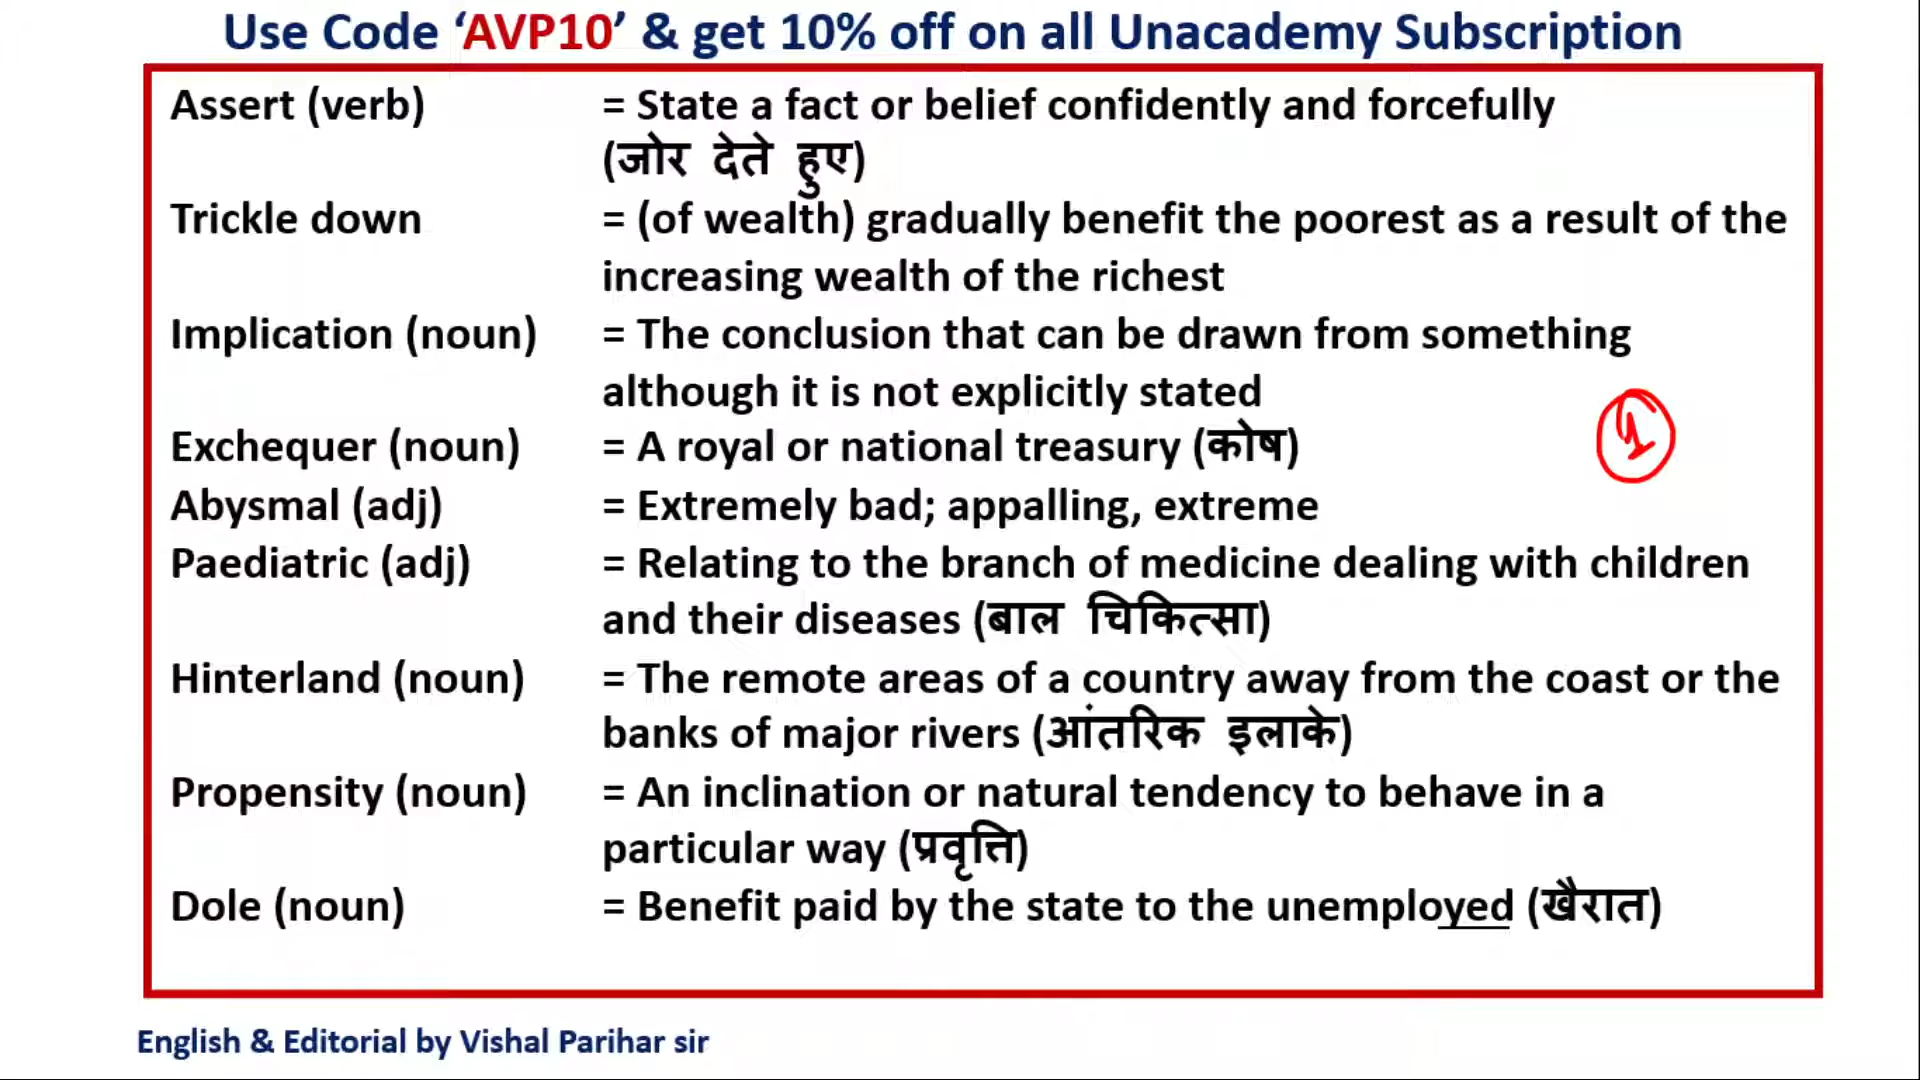 Use Code ‘AVP10’ & get 10% off on all Unacademy Subscription
Assert (verb) = State a fact or belief confidently and forcefully
(जोर देते हुए)
Trickle down = (of wealth) gradually benefit the poorest as a result of the
increasing wealth of the richest
Implication (noun) = The conclusion that can be drawn from something
although it is not explicitly stated
Exchequer (noun) = A royal or national treasury (कोष)
Abysmal (adj) = Extremely bad; appalling, extreme
Paediatric (adj) = Relating to the branch of medicine dealing with children
and their diseases (बाल चिकित्सा)
Hinterland (noun) = The remote areas of a country away from the coast or the
banks of major rivers (आंतरिक इलाके)
Propensity (noun) = An inclination or natural tendency to behave in a
particular way (प्रवृत्ति)
Dole (noun) = Benefit paid by the state to the unemployed (खैरात)
English & Editorial by Vishal Parihar sir